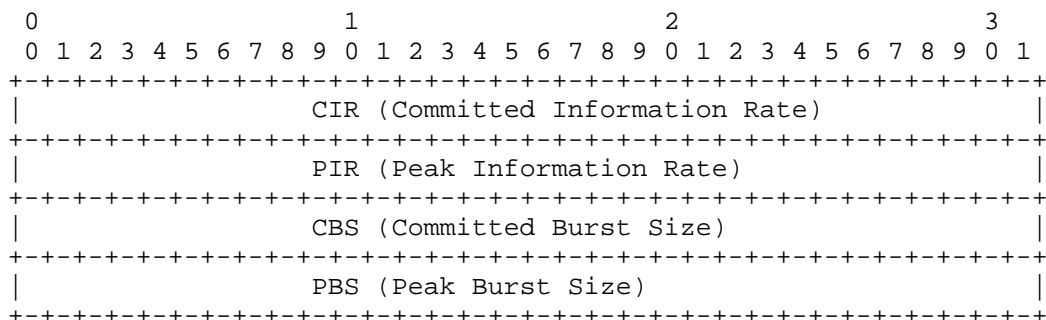 0                   1                   2                   3
 0 1 2 3 4 5 6 7 8 9 0 1 2 3 4 5 6 7 8 9 0 1 2 3 4 5 6 7 8 9 0 1
+-+-+-+-+-+-+-+-+-+-+-+-+-+-+-+-+-+-+-+-+-+-+-+-+-+-+-+-+-+-+-+-+
|                  CIR (Committed Information Rate)             |
+-+-+-+-+-+-+-+-+-+-+-+-+-+-+-+-+-+-+-+-+-+-+-+-+-+-+-+-+-+-+-+-+
|                  PIR (Peak Information Rate)                  |
+-+-+-+-+-+-+-+-+-+-+-+-+-+-+-+-+-+-+-+-+-+-+-+-+-+-+-+-+-+-+-+-+
|                  CBS (Committed Burst Size)                   |
+-+-+-+-+-+-+-+-+-+-+-+-+-+-+-+-+-+-+-+-+-+-+-+-+-+-+-+-+-+-+-+-+
|                  PBS (Peak Burst Size)                        |
+-+-+-+-+-+-+-+-+-+-+-+-+-+-+-+-+-+-+-+-+-+-+-+-+-+-+-+-+-+-+-+-+